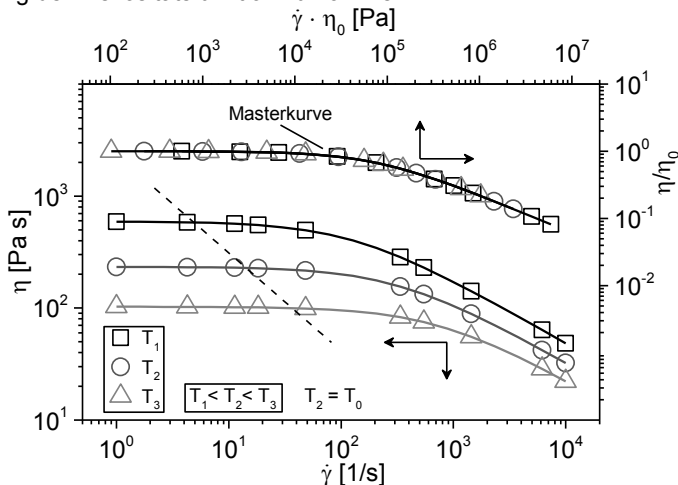 γ̇ · η₀ [Pa]
10² 10³ 10⁴ 10⁵ 10⁶ 10⁷
Masterkurve
η [Pa s]
10³
10²
10¹
η/η₀
10¹
10⁰
10⁻¹
10⁻²
T₁
T₂
T₃
T₁< T₂< T₃ T₂ = T₀
10⁰ 10¹ 10² 10³ 10⁴
γ̇ [1/s]